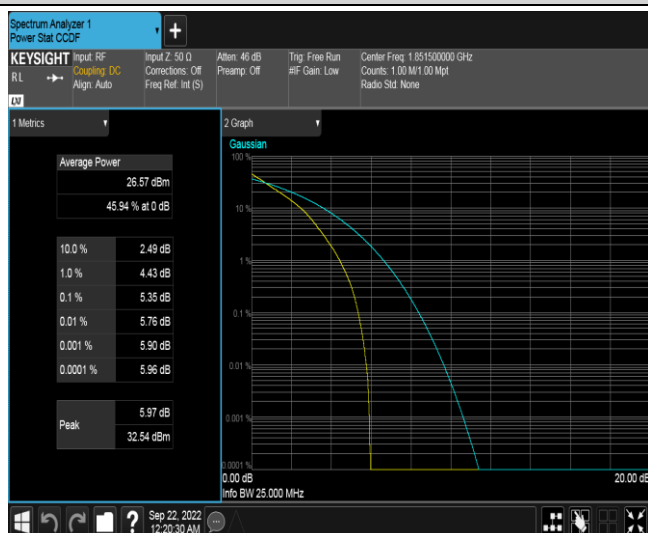 Spectrum Analyzer 1
Power Stat CCDF
+
KEYSIGHT
RL
LXI
Input: RF
Coupling: DC
Align: Auto
Input Z: 50 Ω
Corrections: Off
Freq Ref: Int (S)
Atten: 46 dB
Preamp: Off
Trig: Free Run
#IF Gain: Low
Center Freq: 1.851500000 GHz
Counts: 1.00 M/1.00 Mpt
Radio Std: None
1 Metrics
Average Power
26.57 dBm
45.94 % at 0 dB
10.0 % 2.49 dB
1.0 % 4.43 dB
0.1 % 5.35 dB
0.01 % 5.76 dB
0.001 % 5.90 dB
0.0001 % 5.96 dB
Peak
5.97 dB
32.54 dBm
2 Graph
Gaussian
100 %
10 %
1 %
0.1 %
0.01 %
0.001 %
0.0001 %
0.00 dB 20.00 dB
Info BW 25.000 MHz
?
Sep 22, 2022
12:20:30 AM